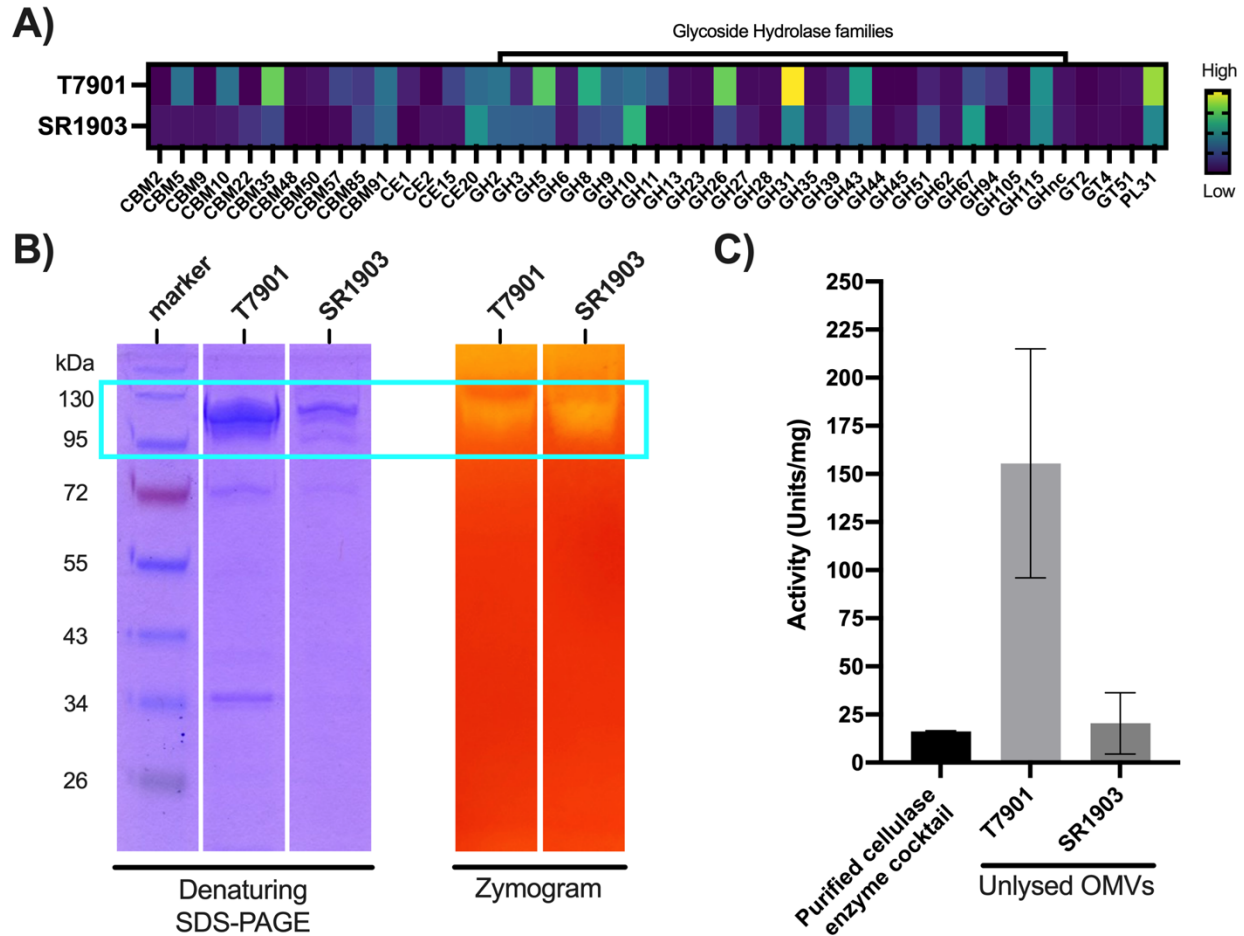 A)
Glycoside Hydrolase families
T7901
SR1903
High
Low
CBM2
CBM5
CBM9
CBM10
CBM22
CBM35
CBM48
CBM50
CBM57
CBM85
CBM91
CE1
CE2
CE15
CE20
GH2
GH3
GH5
GH6
GH8
GH9
GH10
GH11
GH13
GH23
GH26
GH27
GH28
GH31
GH35
GH39
GH43
GH44
GH45
GH51
GH62
GH67
GH94
GH105
GH115
GHnc
GT2
GT4
GT51
PL31
B)
marker
T7901
SR1903
T7901
SR1903
kDa
130
95
72
55
43
34
26
Denaturing
SDS-PAGE
Zymogram
C)
Activity (Units/mg)
250
225
200
175
150
125
100
75
50
25
0
Purified cellulase
enzyme cocktail
T7901
SR1903
Unlysed OMVs